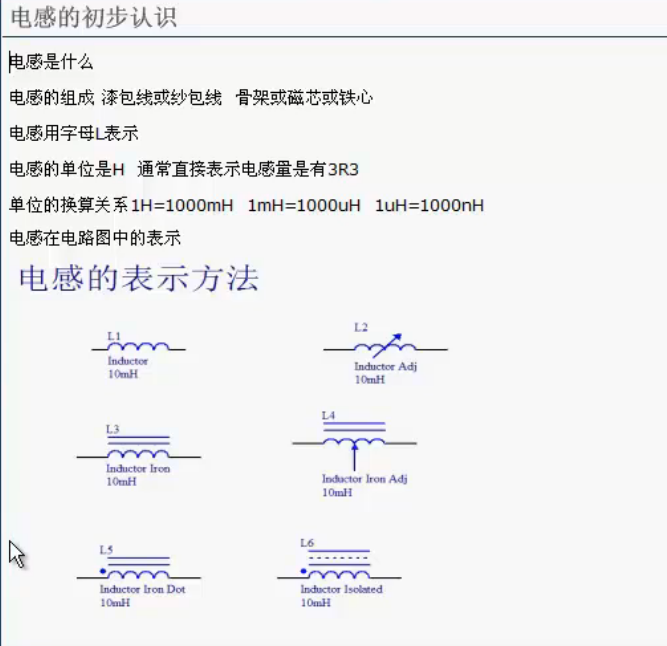 电感的初步认识
电感是什么
电感的组成 漆包线或纱包线 骨架或磁芯或铁心
电感用字母L表示
电感的单位是H 通常直接表示电感量是有3R3
单位的换算关系1H=1000mH 1mH=1000uH 1uH=1000nH
电感在电路图中的表示
电感的表示方法
L1
Inductor
10mH
L2
Inductor Adj
10mH
L3
Inductor Iron
10mH
L4
Inductor Iron Adj
10mH
L5
Inductor Iron Dot
10mH
L6
Inductor Isolated
10mH